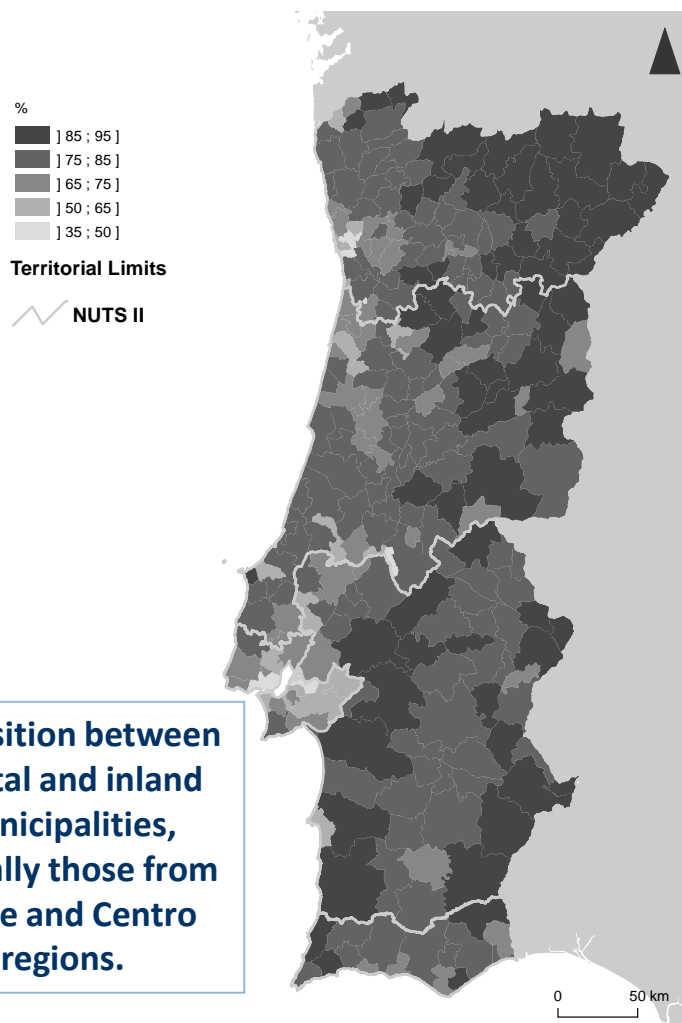 %
] 85 ; 95 ]
] 75 ; 85 ]
] 65 ; 75 ]
] 50 ; 65 ]
] 35 ; 50 ]
Territorial Limits
NUTS II
sition between
tal and inland
nicipalities,
ally those from
e and Centro
regions.
0 50 km